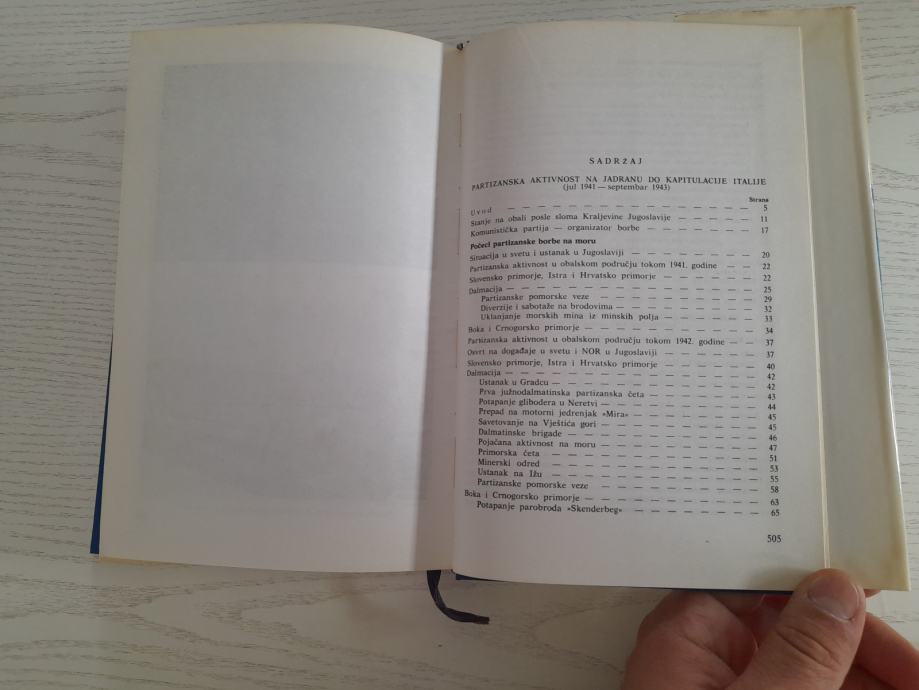 SADRŽAJ
PARTIZANSKA AKTIVNOST NA JADRANU DO KAPITULACIJE ITALIJE
(jul 1941 — septembar 1943)
Strana
Uvod — 5
Stanje na obali posle sloma Kraljevine Jugoslavije — 11
Komunistička partija — organizator borbe — 17
Počeci partizanske borbe na moru
Situacija u svetu i ustanak u Jugoslaviji — 20
Partizanska aktivnost u obalskom području tokom 1941. godine — 22
Slovensko primorje, Istra i Hrvatsko primorje — 22
Dalmacija — 25
Partizanske pomorske veze — 29
Diverzije i sabotaže na brodovima — 32
Uklanjanje morskih mina iz minskih polja — 33
Boka i Crnogorsko primorje — 34
Partizanska aktivnost u obalskom području tokom 1942. godine — 37
Osvrt na događaje u svetu i NOR u Jugoslaviji — 37
Slovensko primorje, Istra i Hrvatsko primorje — 40
Dalmacija — 42
Ustanak u Gradcu — 42
Prva južnodalmatinska partizanska četa — 43
Potapanje glibodera u Neretvi — 44
Prepad na motorni jedrenjak »Mira« — 45
Savetovanje na Vještića gori — 45
Dalmatinske brigade — 46
Pojačana aktivnost na moru — 47
Primorska četa — 51
Minerski odred — 53
Ustanak na Ižu — 55
Partizanske pomorske veze — 58
Boka i Crnogorsko primorje — 63
Potapanje parobroda »Skenderbeg« — 65
505